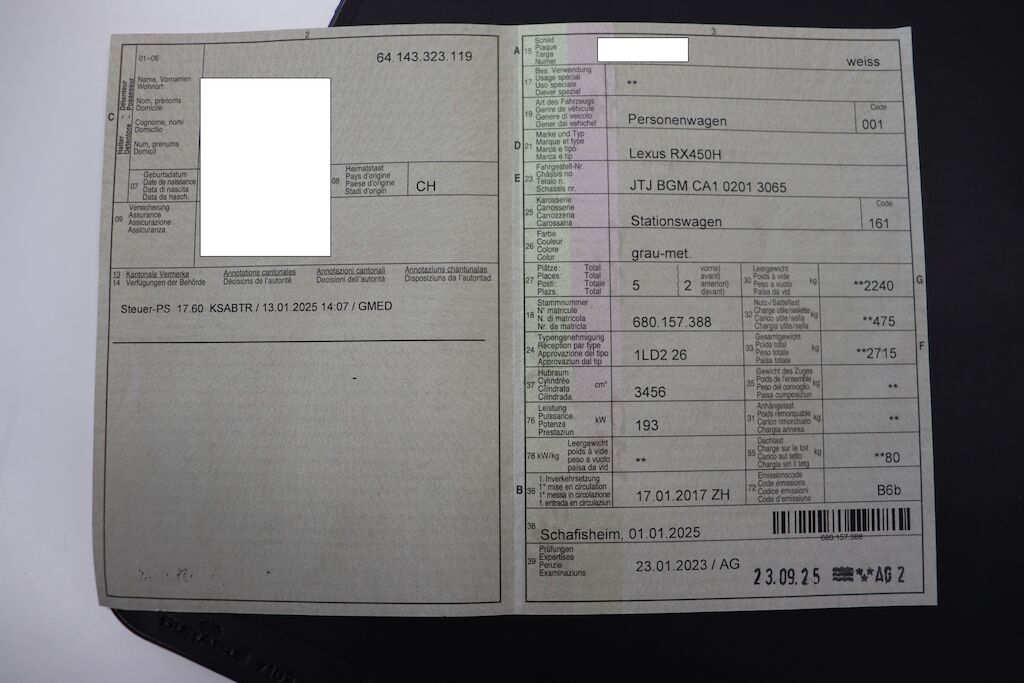 2
01-06
64.143.323.119
C
Halter
Détenteur
Detentore
Possessur
Name, Vornamen
Wohnort
Nom, prénoms
Domicile
Cognome, nomi
Domicilio
Num, prenums
Domicil
07
Geburtsdatum
Date de naissance
Data di nascita
Data da nasch.
08
Heimatstaat
Pays d'origine
Paese d'origine
Stadi d'origin
CH
09
Versicherung
Assurance
Assicurazione
Assicuranza
13 Kantonale Vermerke Annotations cantonales Annotazioni cantonali Annotaziuns chantunalas
14 Verfügungen der Behörde Décisions de l'autorité Decisioni dell'autorità Disposiziuns da l'autoritad
Steuer-PS 17.60 KSABTR / 13.01.2025 14:07 / GMED
3
A
15
Schild
Plaque
Targa
Numer
weiss
17
Bes. Verwendung
Usage spécial
Uso speciale
Diever spezial
**
19
Art des Fahrzeugs
Genre de véhicule
Genere di veicolo
Gener dal vehichel
Personenwagen
Code
001
D
21
Marke und Typ
Marque et type
Marca e tipo
Marca e tip
Lexus RX450H
E
23
Fahrgestell-Nr.
Châssis no
Telaio n.
Schassis nr.
JTJ BGM CA1 0201 3065
25
Karosserie
Carrosserie
Carrozzeria
Carossaria
Stationswagen
Code
161
26
Farbe
Couleur
Colore
Colur
grau-met.
27
Plätze: Total
Places: Total
Posti: Totale
Plazs: Total
5
2
vorne)
avant)
anteriori)
davant)
30
Leergewicht
Poids à vide
Peso a vuoto
Paisa da vid
kg
**2240
G
18
Stammnummer
N° matricule
N. di matricola
Nr. da matricla
680.157.388
32
Nutz-/Sattellast
Charge utile/sellette
Carico utile/sella
Chargia utila/sella
kg
**475
24
Typengenehmigung
Réception par type
Approvazione del tipo
Approvaziun dal tip
1LD2 26
33
Gesamtgewicht
Poids total
Peso totale
Paisa totala
kg
**2715
F
37
Hubraum
Cylindrée
Cilindrata
Cilindrada
cm³
3456
35
Gewicht des Zuges
Poids de l'ensemble
Peso del convoglio
Paisa cumposiziun
kg
**
76
Leistung
Puissance
Potenza
Prestaziun
kW
193
31
Anhängelast
Poids remorquable
Carico rimorchiato
Chargia annexa
kg
**
78 kW/kg
Leergewicht
poids à vide
peso a vuoto
paisa da vid
**
55
Dachlast
Charge sur le toit
Carico sul tetto
Chargia sin il tetg
kg
**80
B
36
1. Inverkehrsetzung
1re mise en circulation
1a messa in circolazione
1. entrada en circulaziun
17.01.2017 ZH
72
Emissionscode
Code émissions
Codice emissioni
Code d'emissiuns
B6b
38
Schafisheim, 01.01.2025
680.157.388
39
Prüfungen
Expertises
Perizie
Examinaziuns
23.01.2023 / AG
23.09.25
AG 2